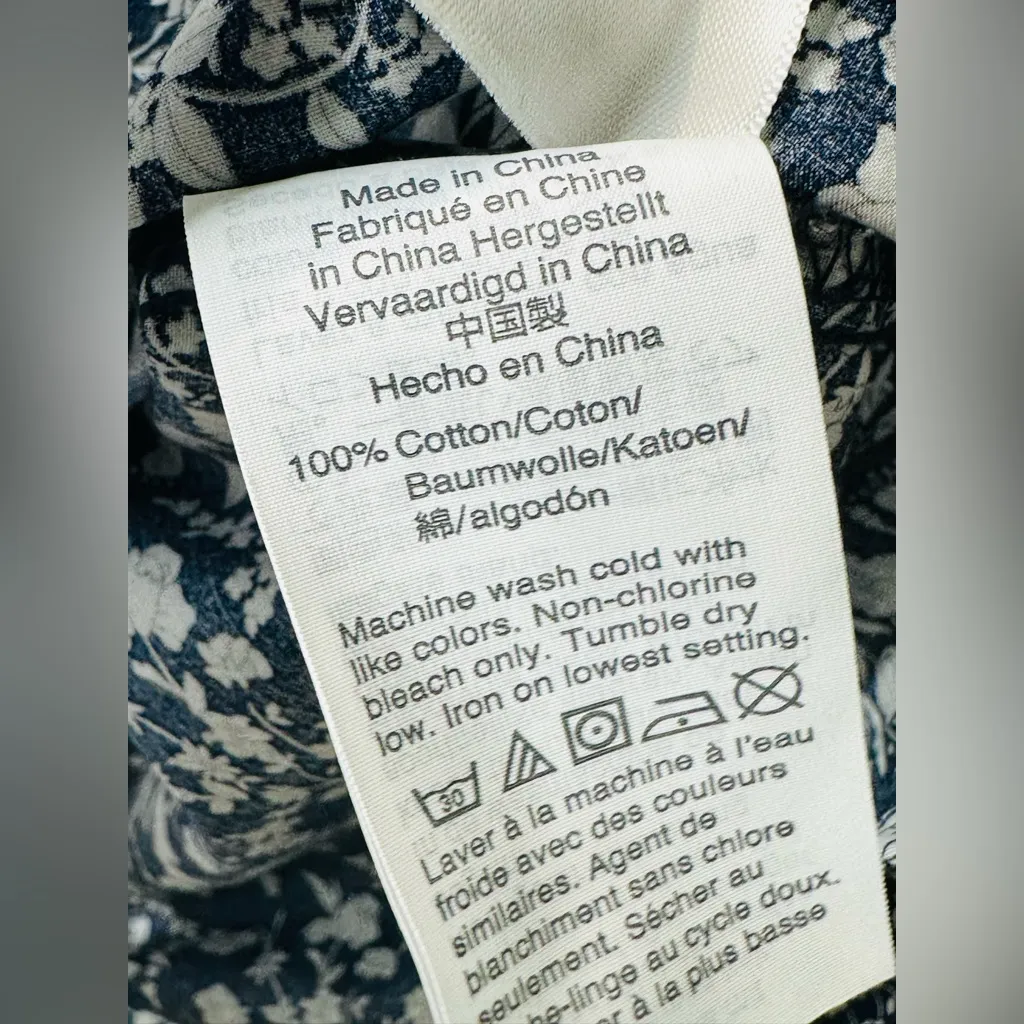 Made in China
Fabriqué en Chine
in China Hergestellt
Vervaardigd in China
中国製
Hecho en China
100% Cotton/Coton/
Baumwolle/Katoen/
綿/algodón
Machine wash cold with
like colors. Non-chlorine
bleach only. Tumble dry
low. Iron on lowest setting.
30
Laver à la machine à l'eau
froide avec des couleurs
similaires. Agent de
blanchiment sans chlore
seulement. Sécher au
he-linge au cycle doux.
r à la plus basse